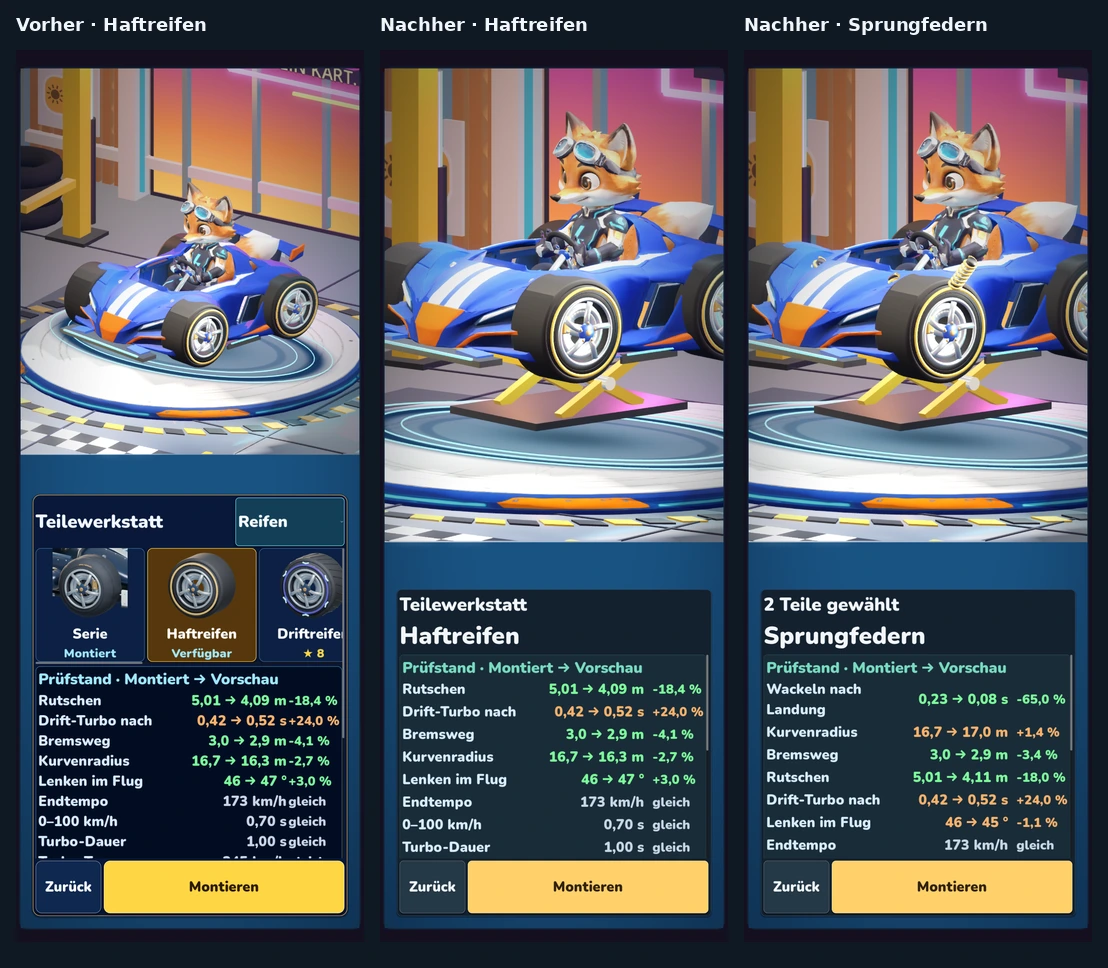 Vorher · Haftreifen
EIN KART.
Teilewerkstatt
Reifen
Serie
Montiert
Haftreifen
Verfügbar
Driftreifen
★ 8
Prüfstand · Montiert → Vorschau
Rutschen 5,01 → 4,09 m -18,4 %
Drift-Turbo nach 0,42 → 0,52 s +24,0 %
Bremsweg 3,0 → 2,9 m -4,1 %
Kurvenradius 16,7 → 16,3 m -2,7 %
Lenken im Flug 46 → 47 ° +3,0 %
Endtempo 173 km/h gleich
0–100 km/h 0,70 s gleich
Turbo-Dauer 1,00 s gleich
Zurück
Montieren
Nachher · Haftreifen
Teilewerkstatt
Haftreifen
Prüfstand · Montiert → Vorschau
Rutschen 5,01 → 4,09 m -18,4 %
Drift-Turbo nach 0,42 → 0,52 s +24,0 %
Bremsweg 3,0 → 2,9 m -4,1 %
Kurvenradius 16,7 → 16,3 m -2,7 %
Lenken im Flug 46 → 47 ° +3,0 %
Endtempo 173 km/h gleich
0–100 km/h 0,70 s gleich
Turbo-Dauer 1,00 s gleich
Zurück
Montieren
Nachher · Sprungfedern
2 Teile gewählt
Sprungfedern
Prüfstand · Montiert → Vorschau
Wackeln nach
Landung 0,23 → 0,08 s -65,0 %
Kurvenradius 16,7 → 17,0 m +1,4 %
Bremsweg 3,0 → 2,9 m -3,4 %
Rutschen 5,01 → 4,11 m -18,0 %
Drift-Turbo nach 0,42 → 0,52 s +24,0 %
Lenken im Flug 46 → 45 ° -1,1 %
Endtempo 173 km/h gleich
Zurück
Montieren